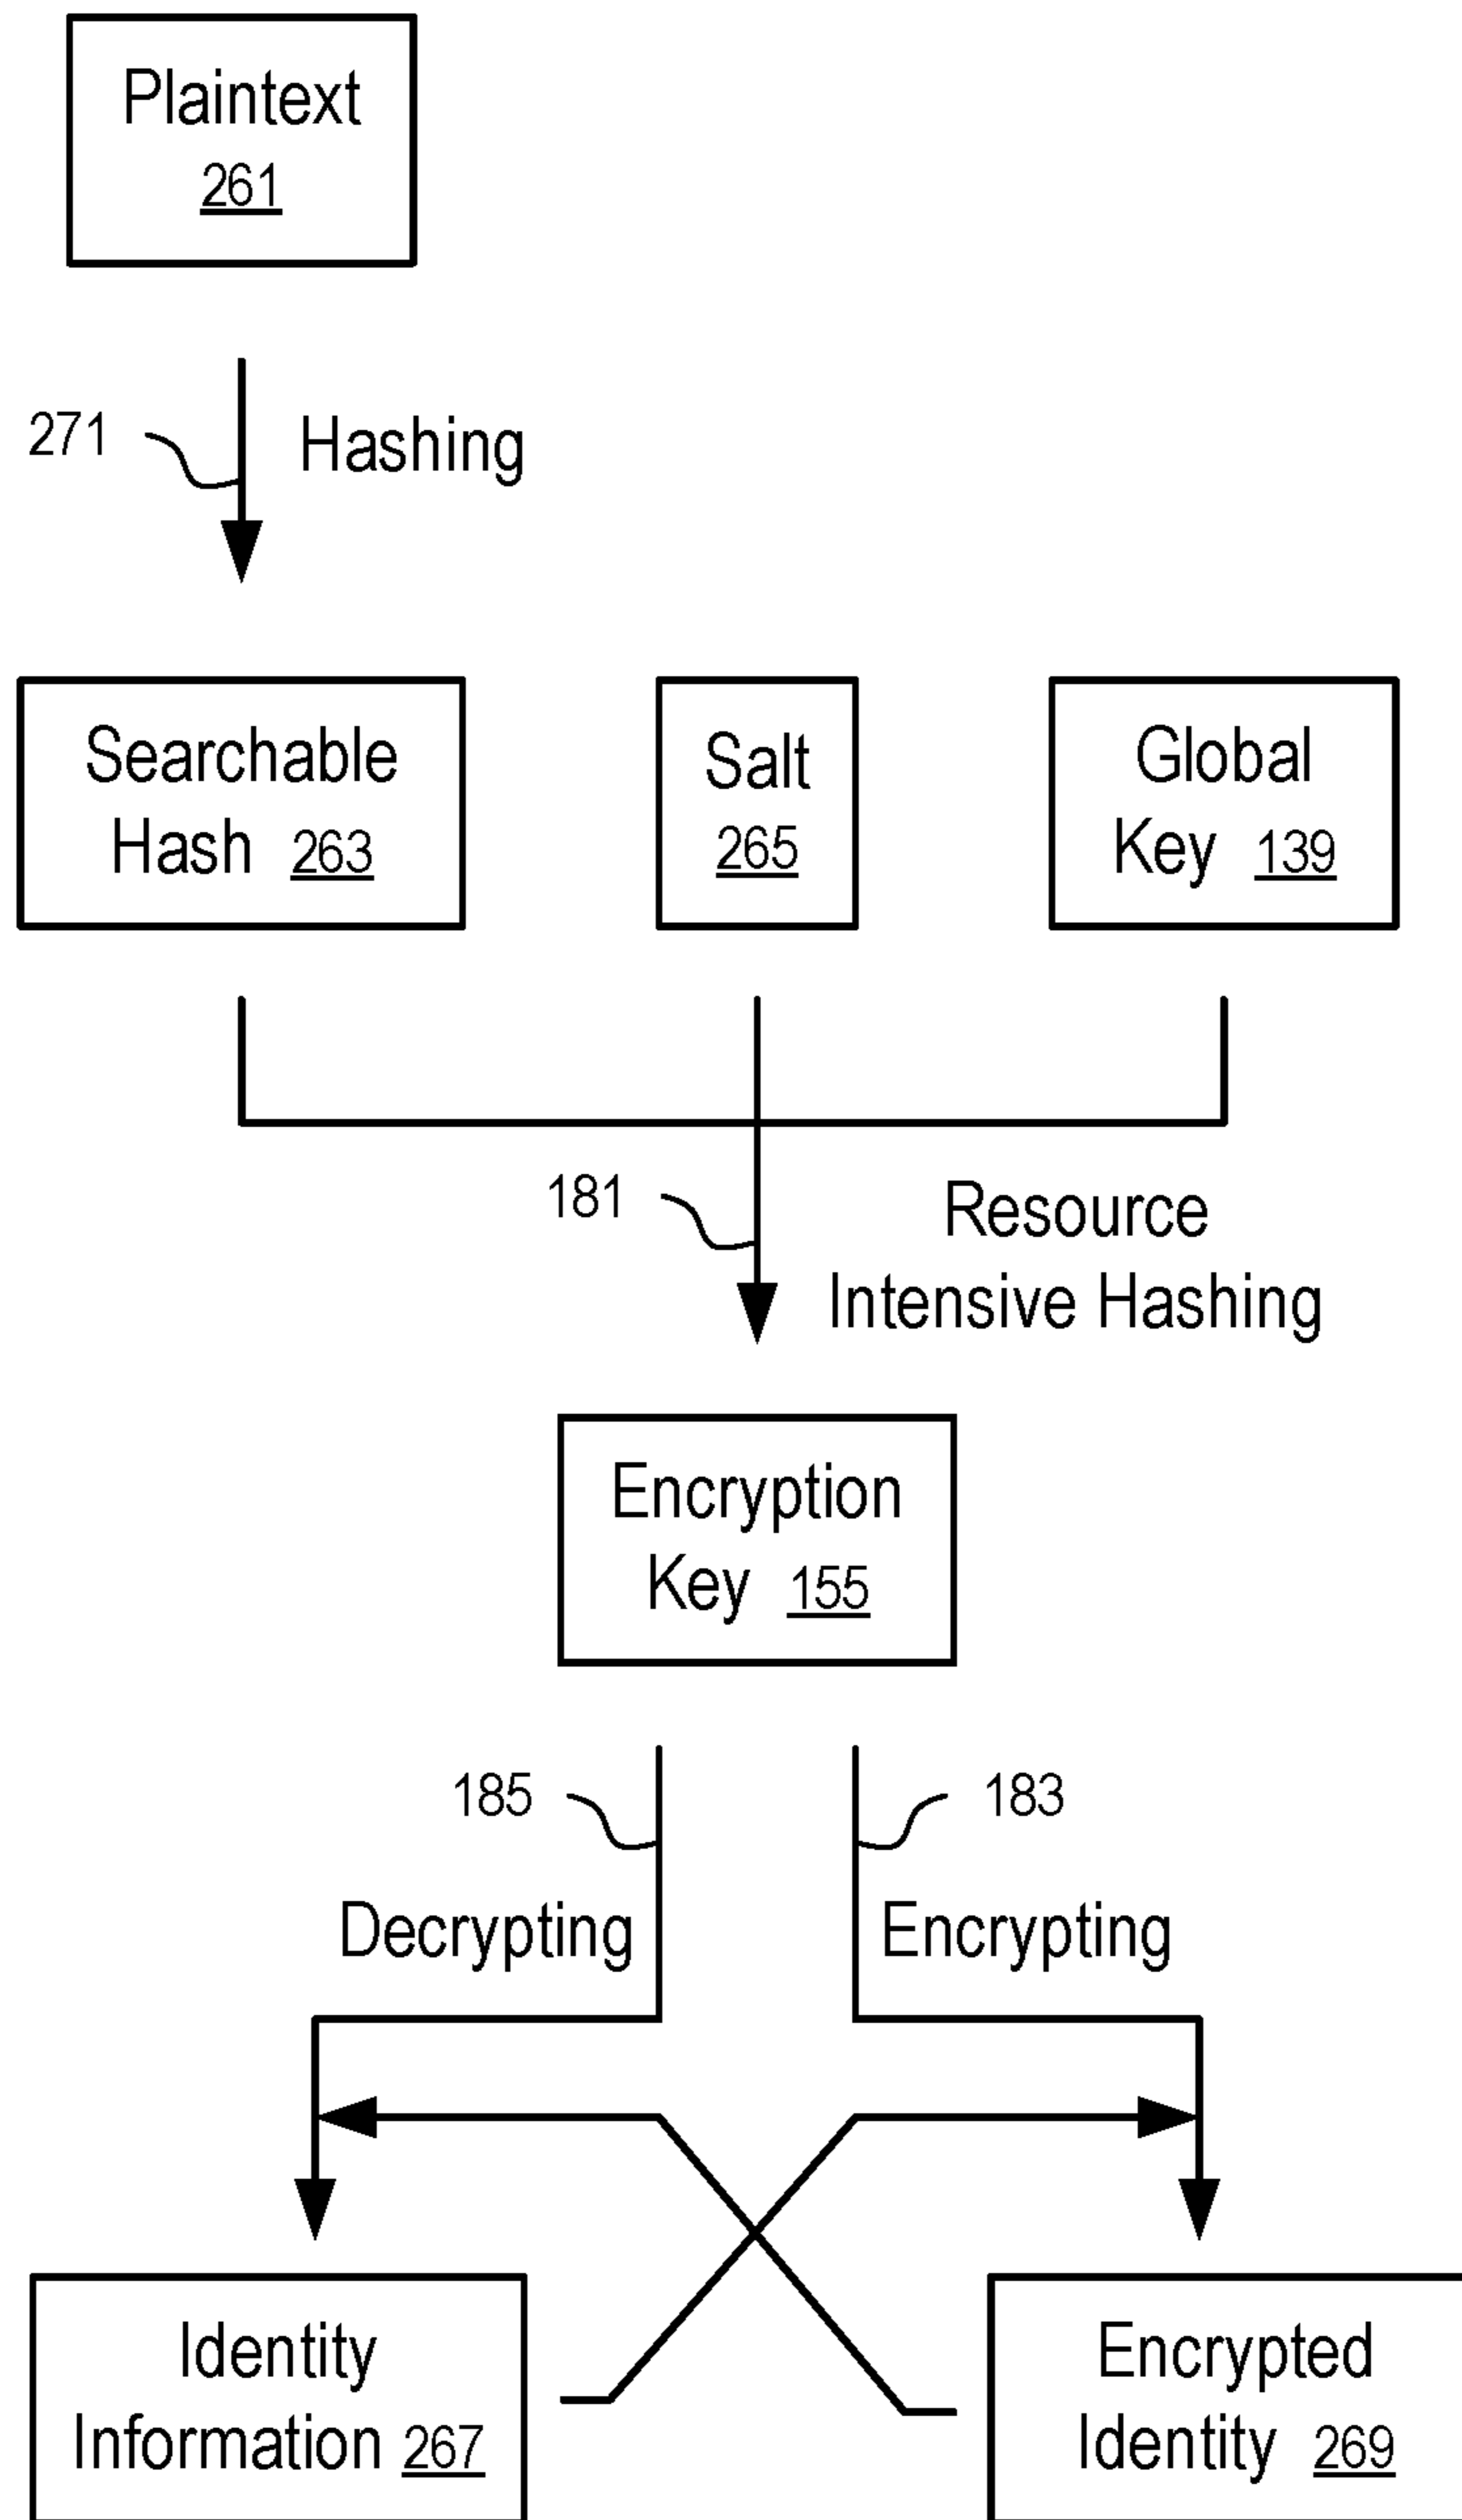 Plaintext
261
271
Hashing
Searchable
Hash 263
Salt
265
Global
Key 139
181
Resource
Intensive Hashing
Encryption
Key 155
185
183
Decrypting
Encrypting
Identity
Information 267
Encrypted
Identity 269